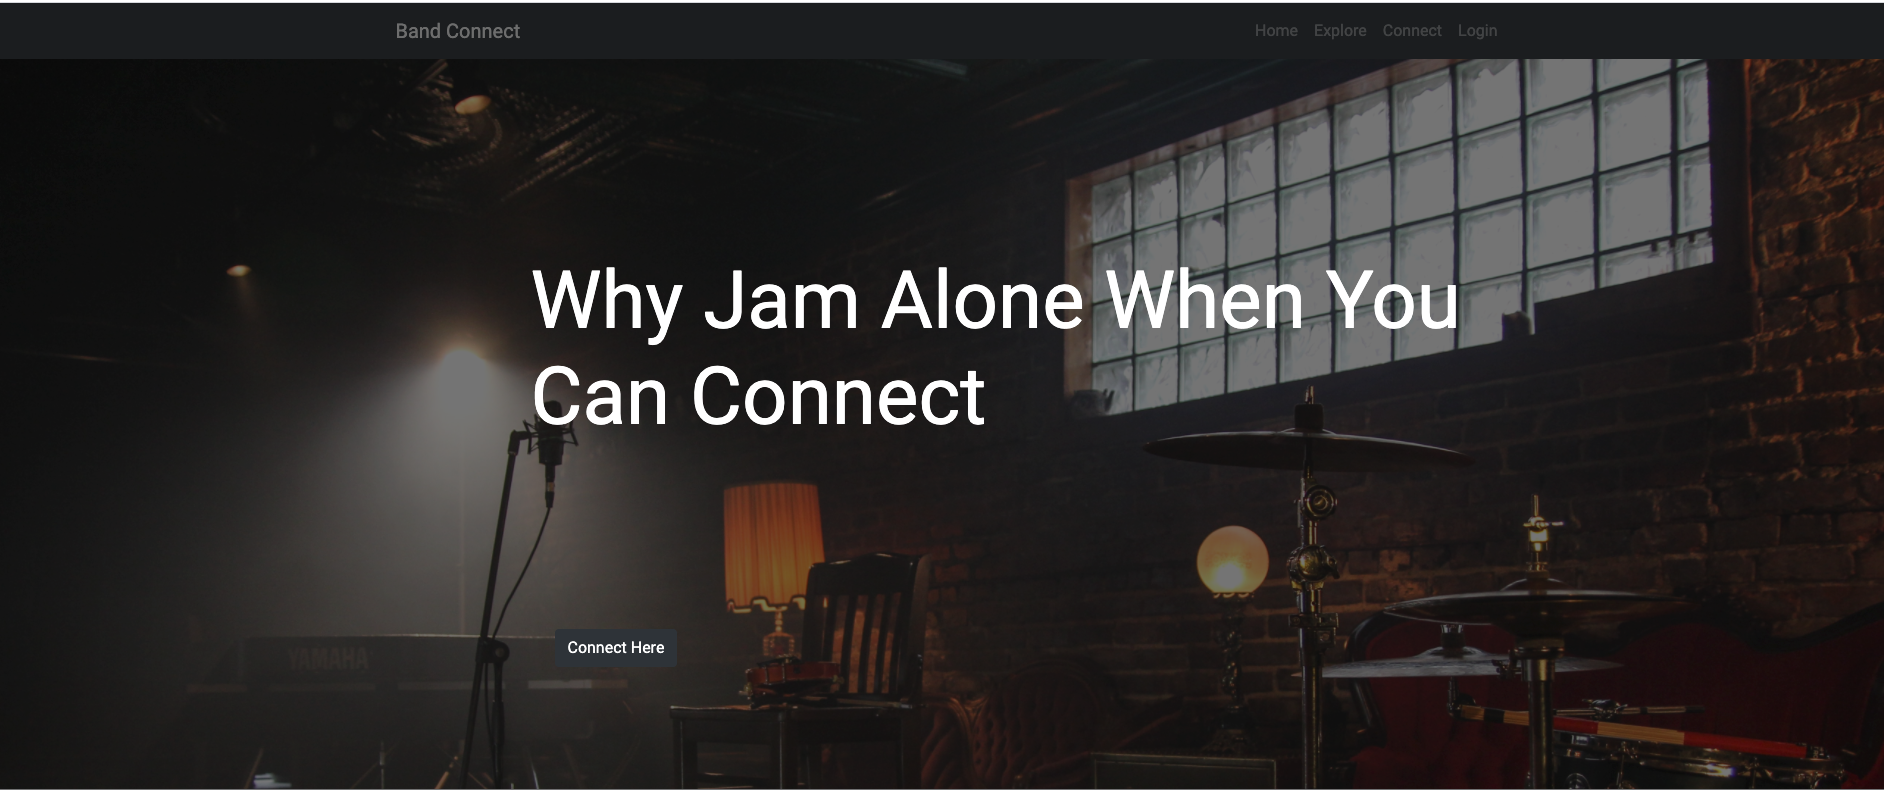 Band Connect
Home Explore Connect Login
Why Jam Alone When You
Can Connect
Connect Here
YAMAHA